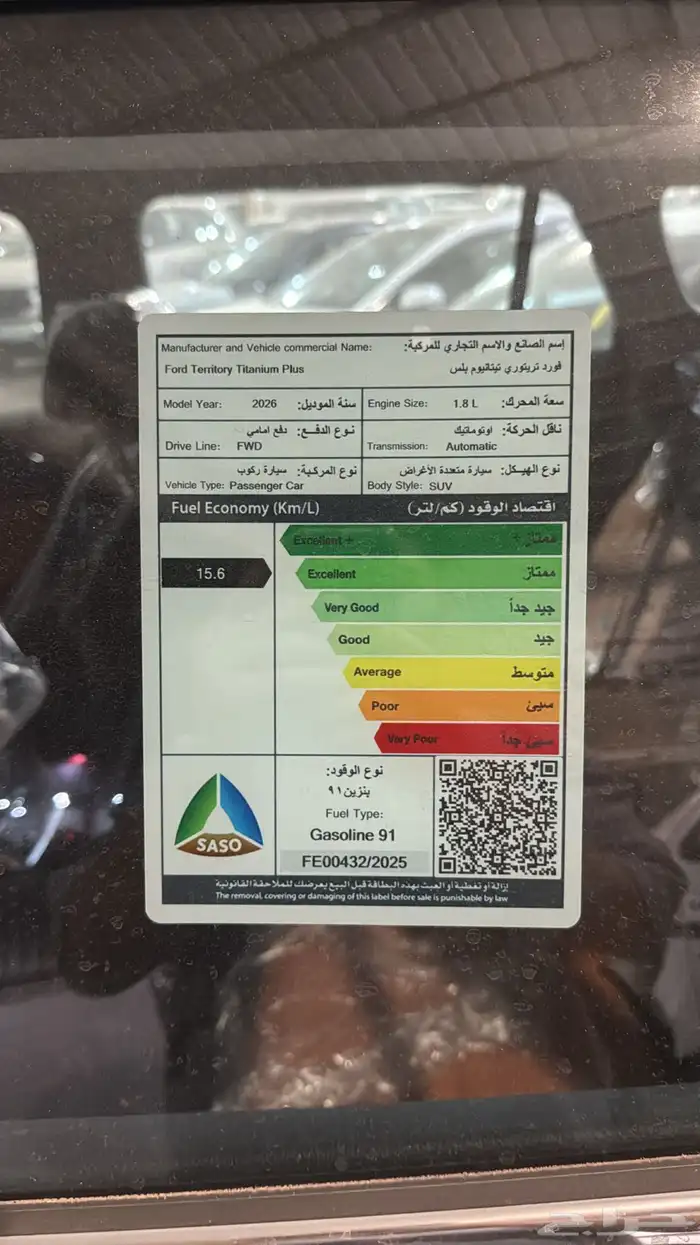 Manufacturer and Vehicle commercial Name: إسم الصانع والاسم التجاري للمركبة:
Ford Territory Titanium Plus فورد تريتوري تيتانيوم بلس
Model Year: 2026 سنة الموديل: Engine Size: 1.8 L سعة المحرك:
نوع الدفـــع: دفع امامي ناقل الحركة: اوتوماتيك
Drive Line: FWD Transmission: Automatic
نوع المركبـة: سيارة ركوب نوع الهيـــكل: سيارة متعددة الأغراض
Vehicle Type: Passenger Car Body Style: SUV
Fuel Economy (Km/L) اقتصاد الوقود (كم/لتر)
Excellent + ممتاز +
15.6 Excellent ممتاز
Very Good جيد جداً
Good جيد
Average متوسط
Poor سيئ
Very Poor سيئ جداً
نوع الوقود:
بنزين٩١
Fuel Type:
Gasoline 91
FE00432/2025
SASO
إزالة أو تغطية أو العبث بهذه البطاقة قبل البيع يعرضك للملاحقة القانونية
The removal, covering or damaging of this label before sale is punishable by law
حراج